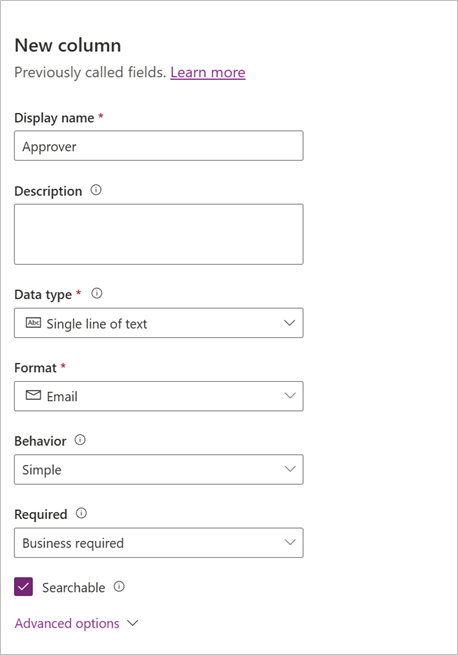 New column
Previously called fields. Learn more
Display name *
Approver
Description
Data type *
Abc Single line of text
Format *
Email
Behavior
Simple
Required
Business required
Searchable
Advanced options